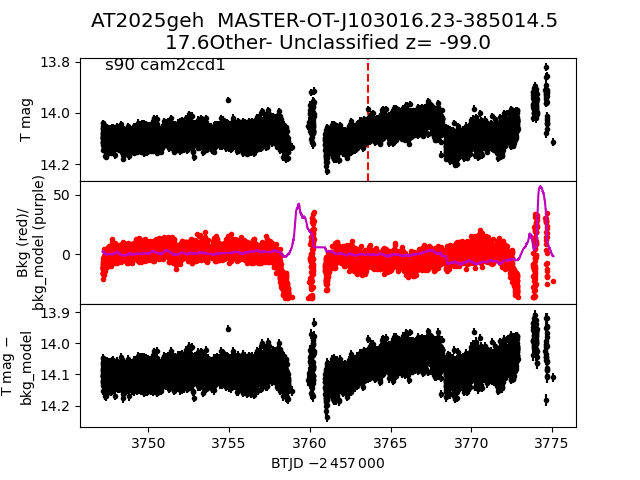 AT2025geh  MASTER-OT-J103016.23-385014.5
17.6Other- Unclassified z= -99.0
s90 cam2ccd1
13.8
14.0
14.2
T mag
50
0
Bkg (red)/
bkg_model (purple)
13.9
14.0
14.1
14.2
T mag −
bkg_model
3750
3755
3760
3765
3770
3775
BTJD −2 457 000